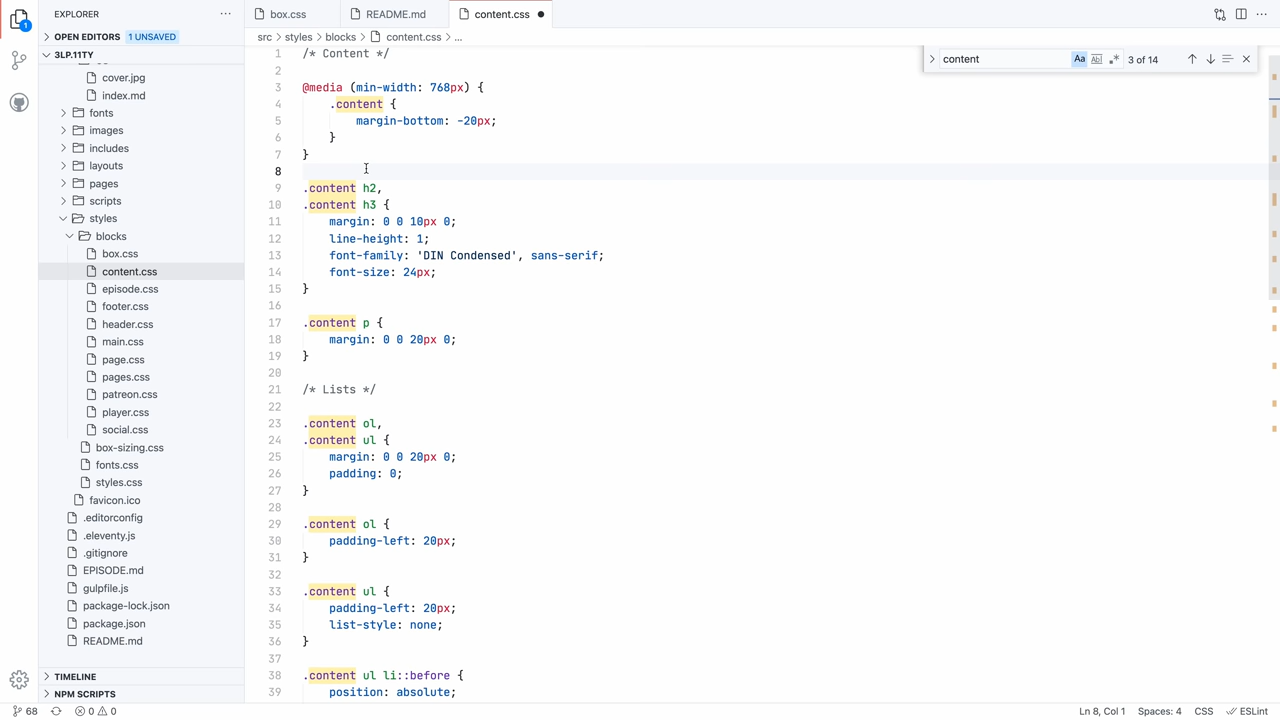 EXPLORER
···
box.css
README.md
content.css
OPEN EDITORS
1 UNSAVED
src > styles > blocks > content.css > ...
3LP.11TY
content
Aa
Abl
3 of 14
cover.jpg
index.md
fonts
images
includes
layouts
pages
scripts
styles
blocks
box.css
content.css
episode.css
footer.css
header.css
main.css
page.css
pages.css
patreon.css
player.css
social.css
box-sizing.css
fonts.css
styles.css
favicon.ico
.editorconfig
.eleventy.js
.gitignore
EPISODE.md
gulpfile.js
package-lock.json
package.json
README.md
TIMELINE
NPM SCRIPTS
1 /* Content */
2
3 @media (min-width: 768px) {
4 .content {
5 margin-bottom: -20px;
6 }
7 }
8
9 .content h2,
10 .content h3 {
11 margin: 0 0 10px 0;
12 line-height: 1;
13 font-family: 'DIN Condensed', sans-serif;
14 font-size: 24px;
15 }
16
17 .content p {
18 margin: 0 0 20px 0;
19 }
20
21 /* Lists */
22
23 .content ol,
24 .content ul {
25 margin: 0 0 20px 0;
26 padding: 0;
27 }
28
29 .content ol {
30 padding-left: 20px;
31 }
32
33 .content ul {
34 padding-left: 20px;
35 list-style: none;
36 }
37
38 .content ul li::before {
39 position: absolute;
1
68
0 0
Ln 8, Col 1
Spaces: 4
CSS
ESLint